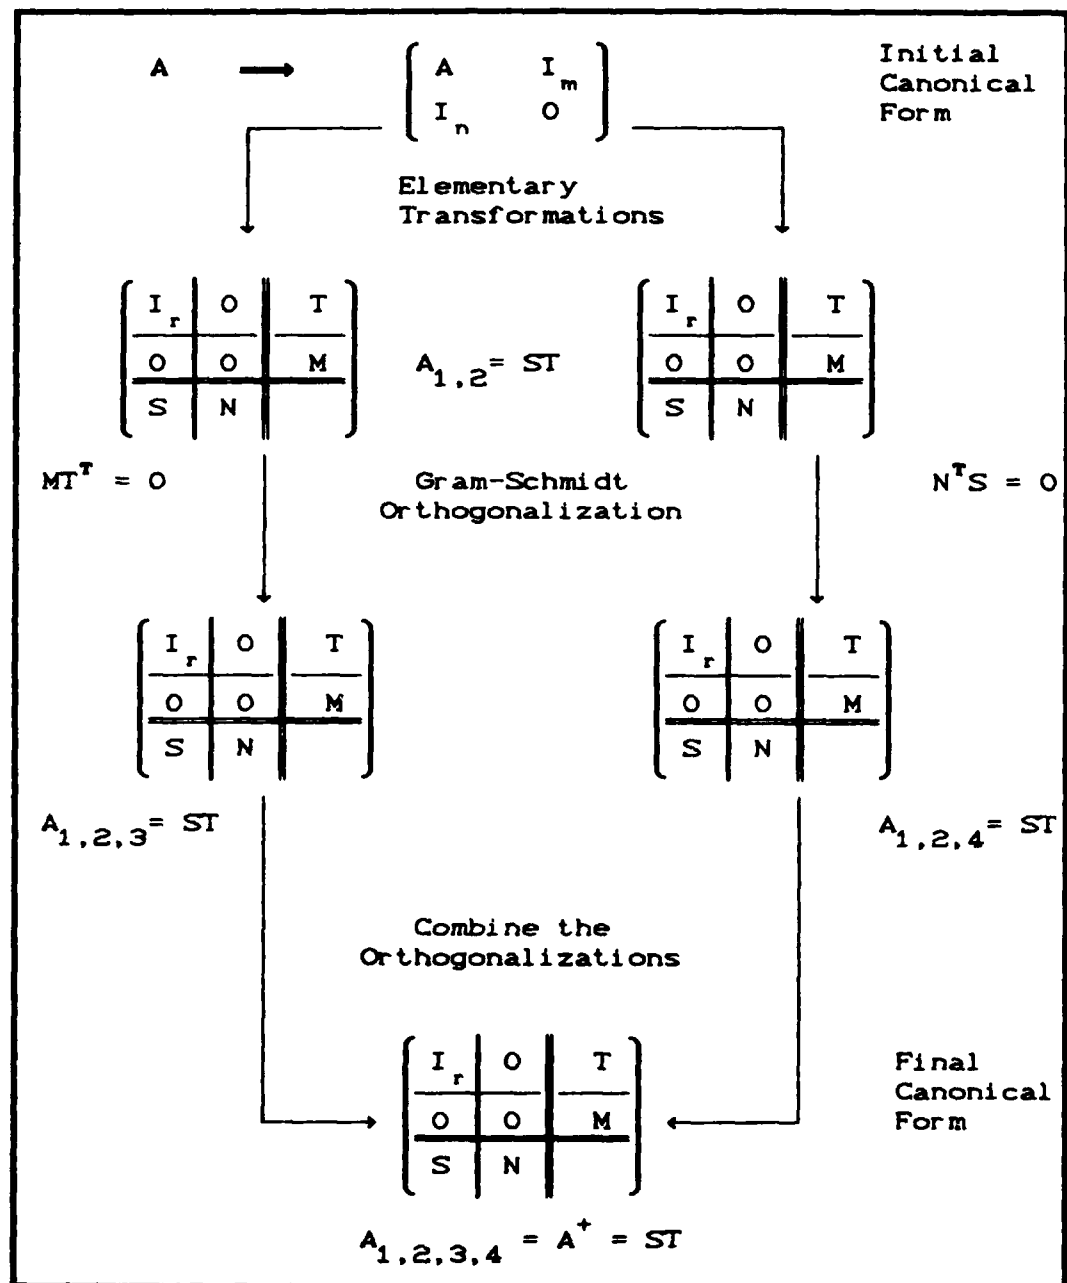 A → ( A I_m
I_n O )
Initial
Canonical
Form
Elementary
Transformations
I_r O T
O O M
S N
A_1,2 = ST
I_r O T
O O M
S N
MT^T = O
Gram-Schmidt
Orthogonalization
N^T S = O
I_r O T
O O M
S N
I_r O T
O O M
S N
A_1,2,3 = ST
A_1,2,4 = ST
Combine the
Orthogonalizations
I_r O T
O O M
S N
Final
Canonical
Form
A_1,2,3,4 = A^+ = ST